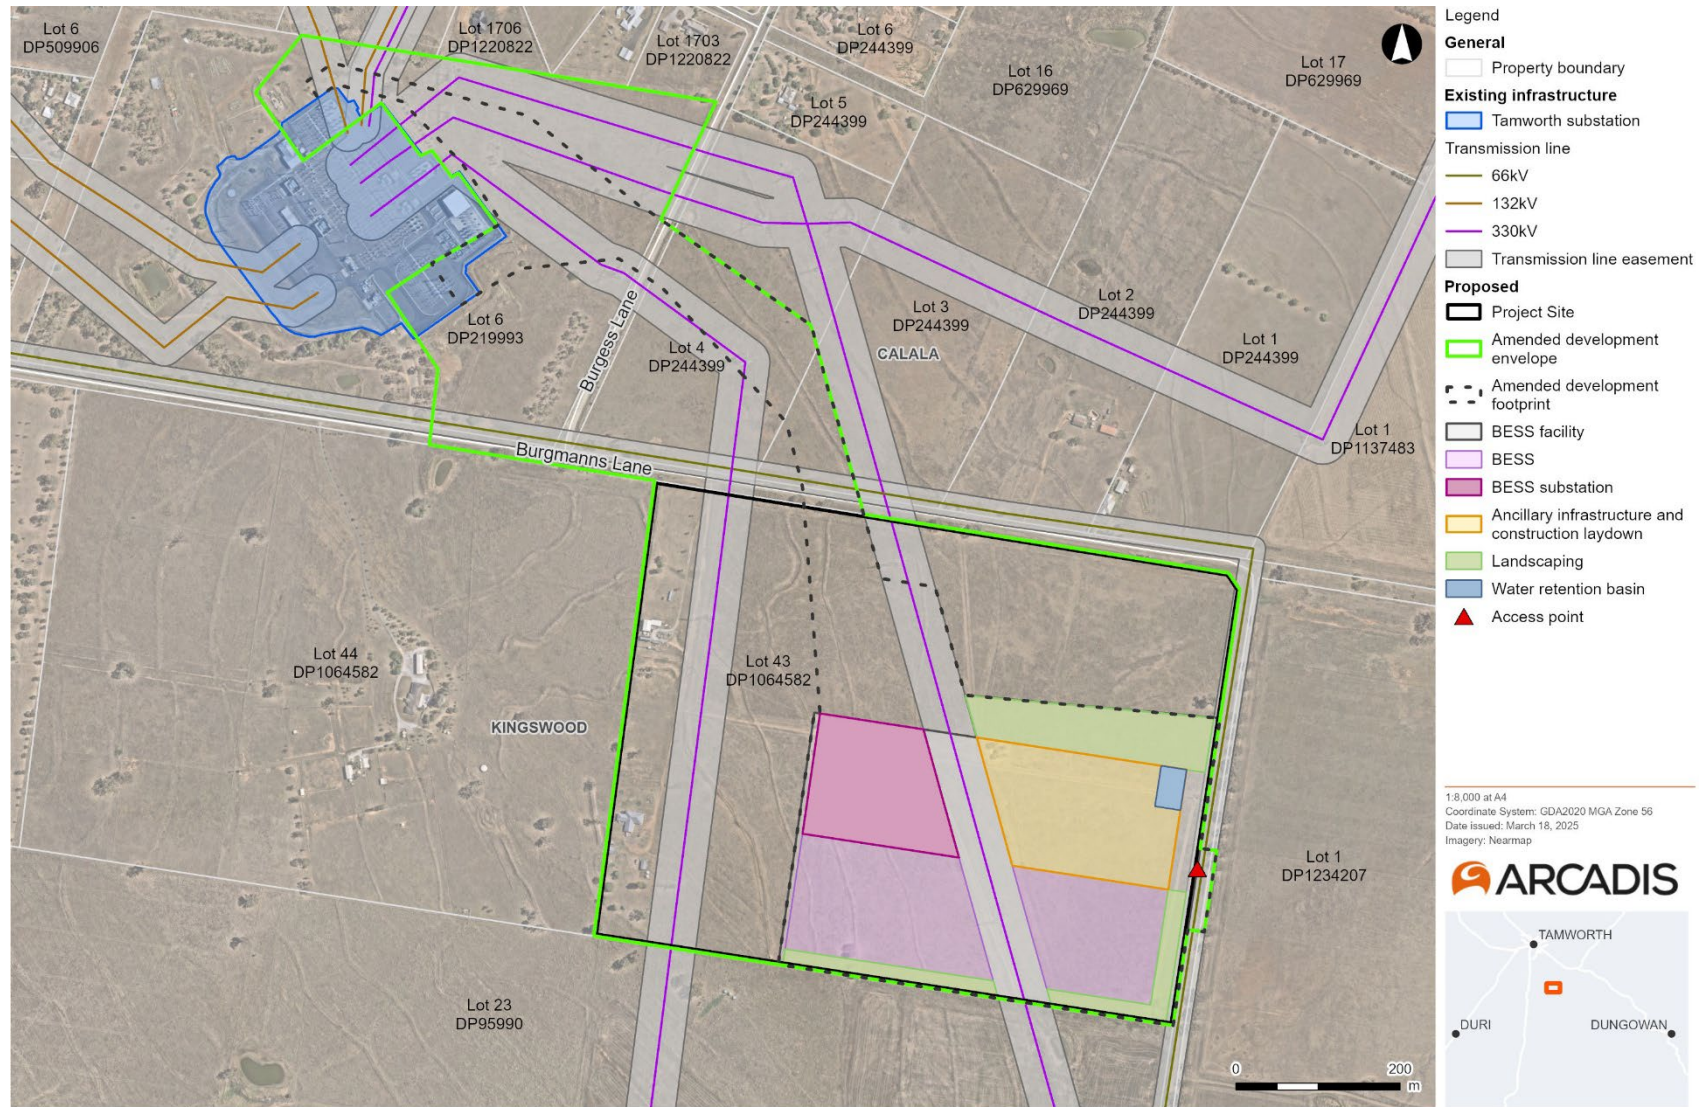 Lot 6
DP509906
Lot 1706
DP1220822
Lot 1703
DP1220822
Lot 6
DP244399
Lot 16
DP629969
Lot 17
DP629969
Lot 5
DP244399
Lot 6
DP219993
Burgess Lane
Lot 4
DP244399
Lot 3
DP244399
CALALA
Lot 2
DP244399
Lot 1
DP244399
Lot 1
DP1137483
Burgmanns Lane
Lot 44
DP1064582
KINGSWOOD
Lot 43
DP1064582
Lot 1
DP1234207
Lot 23
DP95990
0
200
m
Legend
General
Property boundary
Existing infrastructure
Tamworth substation
Transmission line
66kV
132kV
330kV
Transmission line easement
Proposed
Project Site
Amended development
envelope
Amended development
footprint
BESS facility
BESS
BESS substation
Ancillary infrastructure and
construction laydown
Landscaping
Water retention basin
Access point
1:8,000 at A4
Coordinate System: GDA2020 MGA Zone 56
Date issued: March 18, 2025
Imagery: Nearmap
ARCADIS
TAMWORTH
DURI
DUNGOWAN